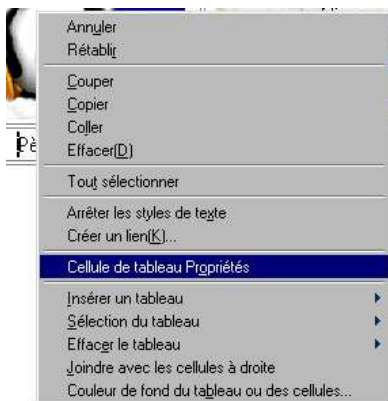 Annuler
Rétablir
Couper
Copier
Coller
Effacer(D)
Pè
Tout sélectionner
Arrêter les styles de texte
Créer un lien(K)...
Cellule de tableau Propriétés
Insérer un tableau
Sélection du tableau
Effacer le tableau
Joindre avec les cellules à droite
Couleur de fond du tableau ou des cellules...